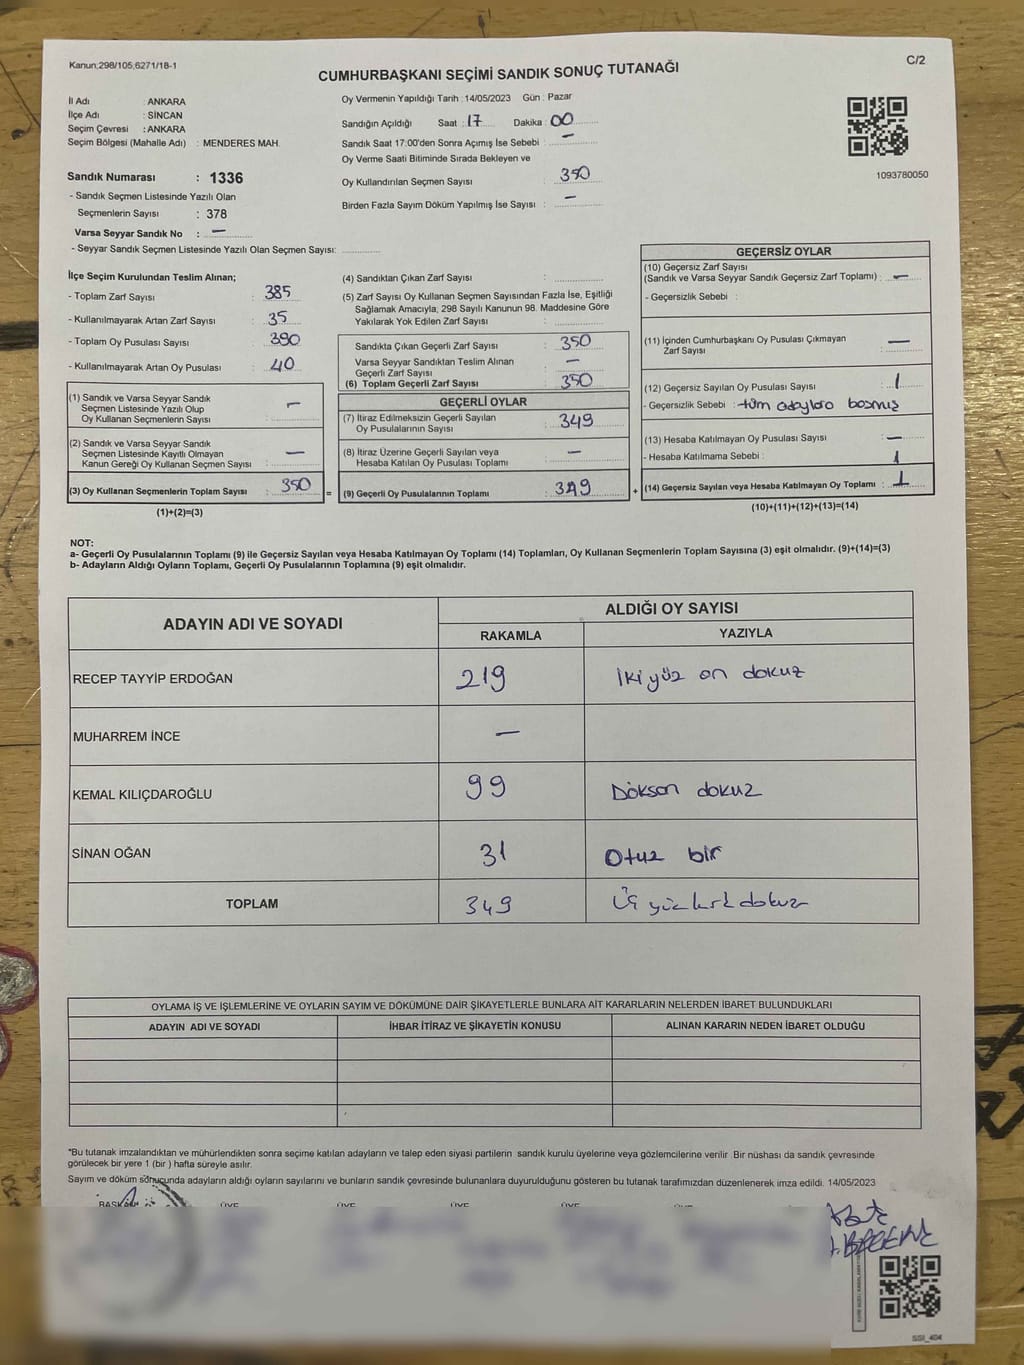 Kanun;298/105;6271/18-1
C/2
CUMHURBAŞKANI SEÇİMİ SANDIK SONUÇ TUTANAĞI
İl Adı : ANKARA
İlçe Adı : SİNCAN
Seçim Çevresi : ANKARA
Seçim Bölgesi (Mahalle Adı) : MENDERES MAH.
Sandık Numarası : 1336
- Sandık Seçmen Listesinde Yazılı Olan
Seçmenlerin Sayısı : 378
Varsa Seyyar Sandık No : —
- Seyyar Sandık Seçmen Listesinde Yazılı Olan Seçmen Sayısı:
Oy Vermenin Yapıldığı Tarih :14/05/2023 Gün : Pazar
Sandığın Açıldığı Saat : 17 Dakika : 00
Sandık Saat 17:00'den Sonra Açımış İse Sebebi : —
Oy Verme Saati Bitiminde Sırada Bekleyen ve
Oy Kullandırılan Seçmen Sayısı : 350
Birden Fazla Sayım Döküm Yapılmış İse Sayısı : —
1093780050
İlçe Seçim Kurulundan Teslim Alınan;
- Toplam Zarf Sayısı : 385
- Kullanılmayarak Artan Zarf Sayısı : 35
- Toplam Oy Pusulası Sayısı : 390
- Kullanılmayarak Artan Oy Pusulası : 40
(1) Sandık ve Varsa Seyyar Sandık
Seçmen Listesinde Yazılı Olup
Oy Kullanan Seçmenlerin Sayısı : —
(2) Sandık ve Varsa Seyyar Sandık
Seçmen Listesinde Kayıtlı Olmayan
Kanun Gereği Oy Kullanan Seçmen Sayısı : —
(3) Oy Kullanan Seçmenlerin Toplam Sayısı : 350 =
(1)+(2)=(3)
(4) Sandıktan Çıkan Zarf Sayısı :
(5) Zarf Sayısı Oy Kullanan Seçmen Sayısından Fazla İse, Eşitliği
Sağlamak Amacıyla, 298 Sayılı Kanunun 98. Maddesine Göre
Yakılarak Yok Edilen Zarf Sayısı :
Sandıkta Çıkan Geçerli Zarf Sayısı : 350
Varsa Seyyar Sandıktan Teslim Alınan
Geçerli Zarf Sayısı : —
(6) Toplam Geçerli Zarf Sayısı : 350
GEÇERLİ OYLAR
(7) İtiraz Edilmeksizin Geçerli Sayılan
Oy Pusulalarının Sayısı : 349
(8) İtiraz Üzerine Geçerli Sayılan veya
Hesaba Katılan Oy Pusulası Toplamı : —
(9) Geçerli Oy Pusulalarının Toplamı : 349 +
GEÇERSİZ OYLAR
(10) Geçersiz Zarf Sayısı
(Sandık ve Varsa Seyyar Sandık Geçersiz Zarf Toplamı) : —
- Geçersizlik Sebebi :
(11) İçinden Cumhurbaşkanı Oy Pusulası Çıkmayan
Zarf Sayısı : —
(12) Geçersiz Sayılan Oy Pusulası Sayısı : 1
- Geçersizlik Sebebi : tüm adaylara basmış
(13) Hesaba Katılmayan Oy Pusulası Sayısı : —
- Hesaba Katılmama Sebebi : 1
(14) Geçersiz Sayılan veya Hesaba Katılmayan Oy Toplamı : 1
(10)+(11)+(12)+(13)=(14)
NOT:
a- Geçerli Oy Pusulalarının Toplamı (9) ile Geçersiz Sayılan veya Hesaba Katılmayan Oy Toplamı (14) Toplamları, Oy Kullanan Seçmenlerin Toplam Sayısına (3) eşit olmalıdır. (9)+(14)=(3)
b- Adayların Aldığı Oyların Toplamı, Geçerli Oy Pusulalarının Toplamına (9) eşit olmalıdır.
ADAYIN ADI VE SOYADI
ALDIĞI OY SAYISI
RAKAMLA YAZIYLA
RECEP TAYYİP ERDOĞAN 219 İki yüz on dokuz
MUHARREM İNCE —
KEMAL KILIÇDAROĞLU 99 Doksan dokuz
SİNAN OĞAN 31 Otuz bir
TOPLAM 349 Üç yüz kırk dokuz
OYLAMA İŞ VE İŞLEMLERİNE VE OYLARIN SAYIM VE DÖKÜMÜNE DAİR ŞİKAYETLERLE BUNLARA AİT KARARLARIN NELERDEN İBARET BULUNDUKLARI
ADAYIN ADI VE SOYADI İHBAR İTİRAZ VE ŞİKAYETİN KONUSU ALINAN KARARIN NEDEN İBARET OLDUĞU
*Bu tutanak imzalandıktan ve mühürlendikten sonra seçime katılan adayların ve talep eden siyasi partilerin sandık kurulu üyelerine veya gözlemcilerine verilir. Bir nüshası da sandık çevresinde
görülecek bir yere 1 (bir ) hafta süreyle asılır.
Sayım ve döküm sonucunda adayların aldığı oyların sayılarını ve bunların sandık çevresinde bulunanlara duyurulduğunu gösteren bu tutanak tarafımızdan düzenlenerek imza edildi. 14/05/2023
BAŞKAN ÜYE ÜYE ÜYE ÜYE ÜYE
SSI_404